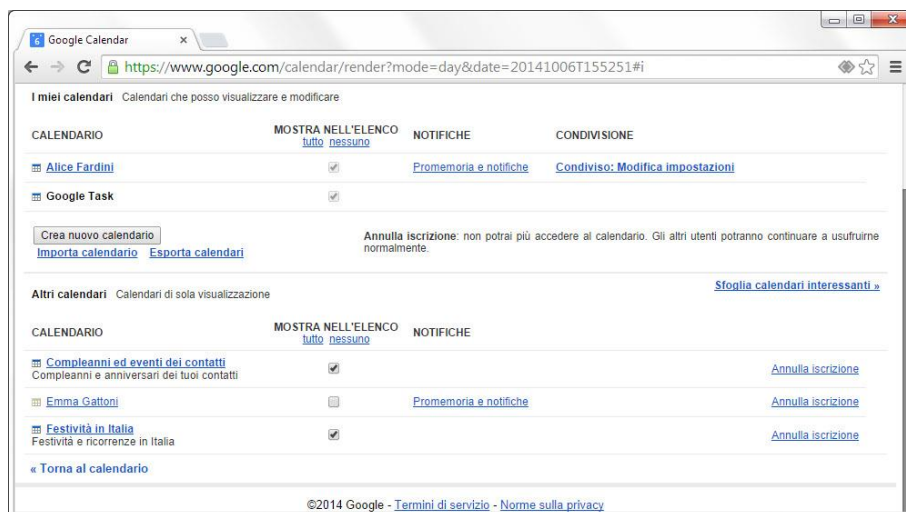 Google Calendar
https://www.google.com/calendar/render?mode=day&date=20141006T155251#i
I miei calendari Calendari che posso visualizzare e modificare
CALENDARIO MOSTRA NELL'ELENCO NOTIFICHE CONDIVISIONE
tutto nessuno
Alice Fardini Promemoria e notifiche Condiviso: Modifica impostazioni
Google Task
Crea nuovo calendario
Importa calendario Esporta calendari
Annulla iscrizione: non potrai più accedere al calendario. Gli altri utenti potranno continuare a usufruirne
normalmente.
Sfoglia calendari interessanti »
Altri calendari Calendari di sola visualizzazione
CALENDARIO MOSTRA NELL'ELENCO NOTIFICHE
tutto nessuno
Compleanni ed eventi dei contatti Annulla iscrizione
Compleanni e anniversari dei tuoi contatti
Emma Gattoni Promemoria e notifiche Annulla iscrizione
Festività in Italia Annulla iscrizione
Festività e ricorrenze in Italia
« Torna al calendario
©2014 Google - Termini di servizio - Norme sulla privacy